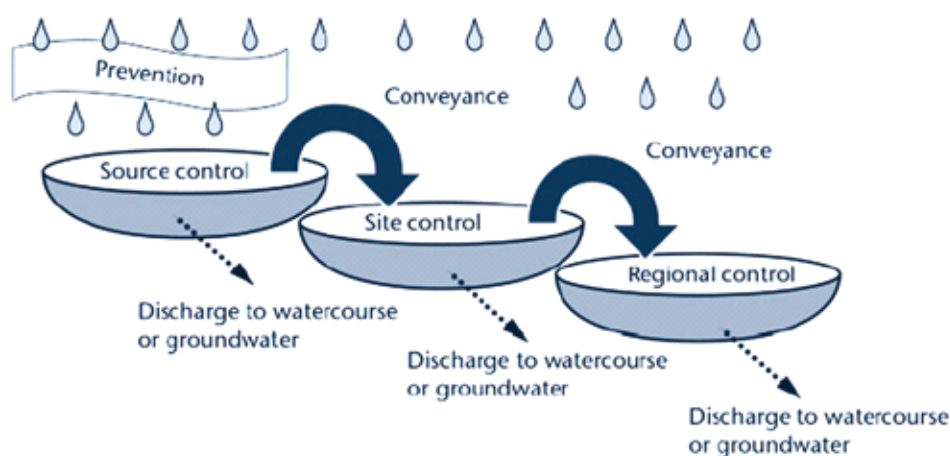 Prevention
Conveyance
Conveyance
Source control
Site control
Regional control
Discharge to watercourse
or groundwater
Discharge to watercourse
or groundwater
Discharge to watercourse
or groundwater